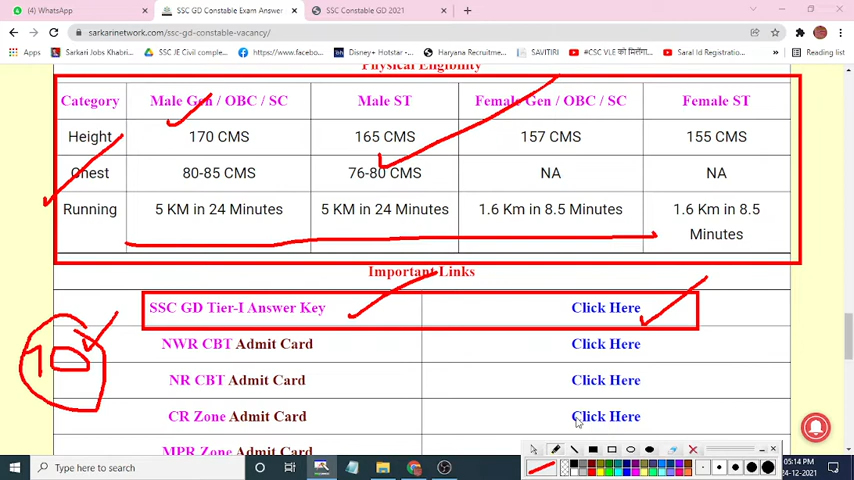 (4) WhatsApp
SSC GD Constable Exam Answer
SSC Constable GD 2021
sarkarinetwork.com/ssc-gd-constable-vacancy/
Apps
Sarkari Jobs Khabri...
SSC JE Civil comple...
https://www.facebo...
Disney+ Hotstar -...
Haryana Recruitme...
SAVITIRI
#CSC VLE को मिलेगा...
Saral Id Registratio...
Reading list
Physical Eligibility
Category Male Gen / OBC / SC Male ST Female Gen / OBC / SC Female ST
Height 170 CMS 165 CMS 157 CMS 155 CMS
Chest 80-85 CMS 76-80 CMS NA NA
Running 5 KM in 24 Minutes 5 KM in 24 Minutes 1.6 Km in 8.5 Minutes 1.6 Km in 8.5
Minutes
Important Links
SSC GD Tier-I Answer Key Click Here
NWR CBT Admit Card Click Here
NR CBT Admit Card Click Here
CR Zone Admit Card Click Here
MPR Zone Admit Card
Type here to search
05:14 PM
24-12-2021